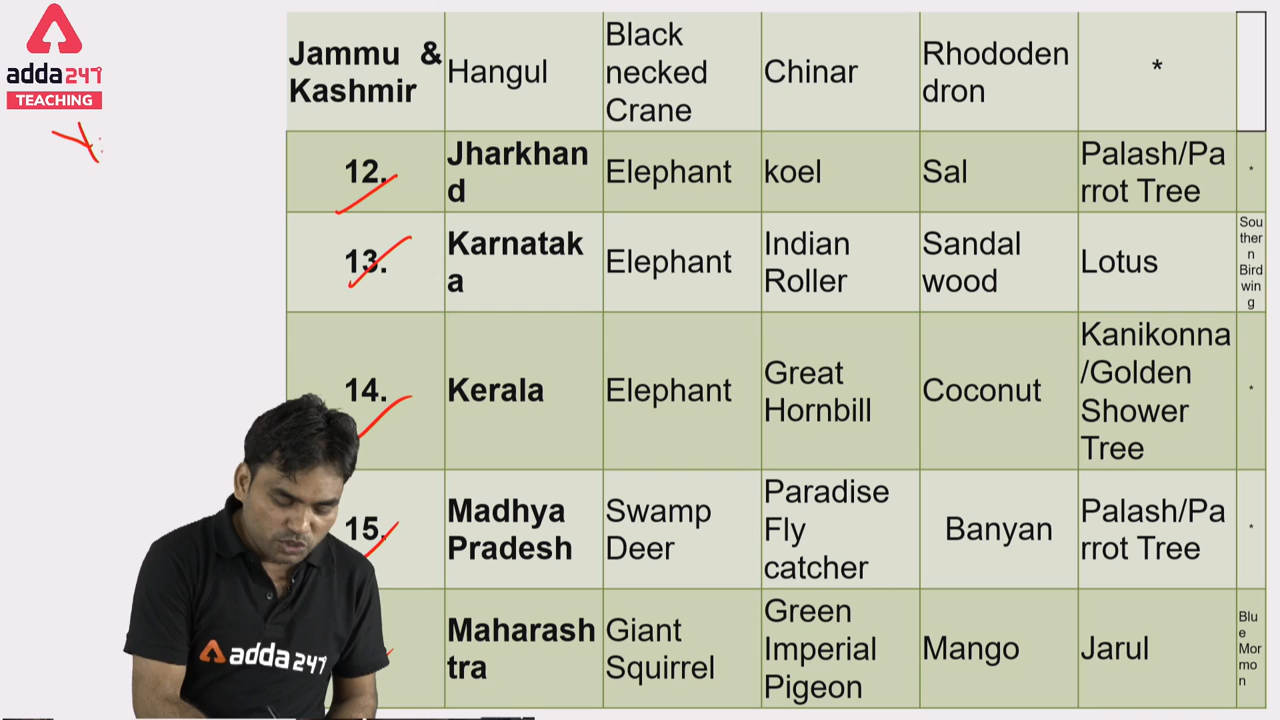 adda247
TEACHING
Jammu &
Kashmir
Hangul
Black
necked
Crane
Chinar
Rhododen
dron
*
12.
Jharkhan
d
Elephant
koel
Sal
Palash/Pa
rrot Tree
*
13.
Karnatak
a
Elephant
Indian
Roller
Sandal
wood
Lotus
Sou
ther
n
Bird
win
g
14.
Kerala
Elephant
Great
Hornbill
Coconut
Kanikonna
/Golden
Shower
Tree
*
15.
Madhya
Pradesh
Swamp
Deer
Paradise
Fly
catcher
Banyan
Palash/Pa
rrot Tree
*
Maharash
tra
Giant
Squirrel
Green
Imperial
Pigeon
Mango
Jarul
Blu
e
Mor
mo
n
adda247